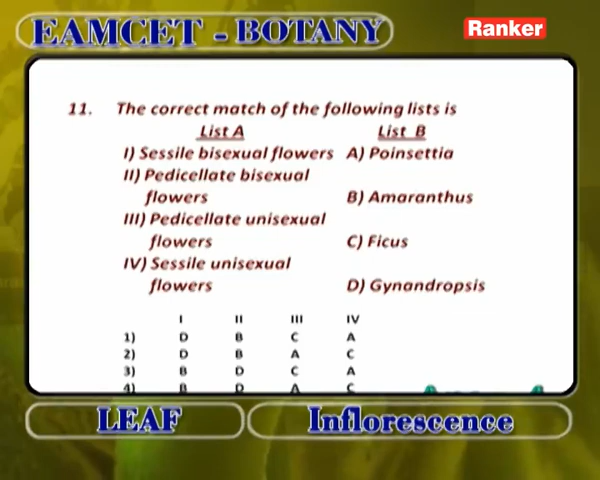 EAMCET - BOTANY
Ranker
11. The correct match of the following lists is
List A List B
I) Sessile bisexual flowers A) Poinsettia
II) Pedicellate bisexual
flowers B) Amaranthus
III) Pedicellate unisexual
flowers C) Ficus
IV) Sessile unisexual
flowers D) Gynandropsis
I II III IV
1) D B C A
2) D B A C
3) B D C A
4) B D A C
LEAF Inflorescence